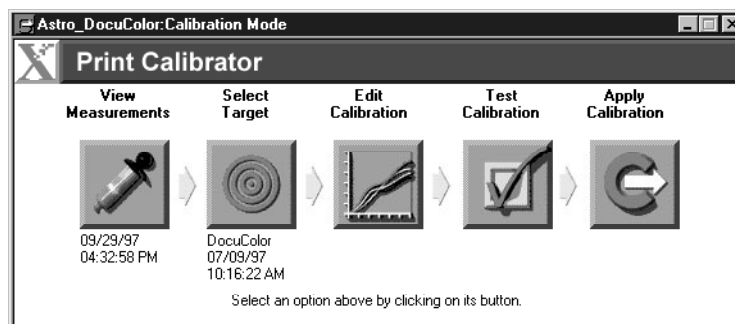 Astro_DocuColor:Calibration Mode
Print Calibrator
View
Measurements
Select
Target
Edit
Calibration
Test
Calibration
Apply
Calibration
09/29/97
04:32:58 PM
DocuColor
07/09/97
10:16:22 AM
Select an option above by clicking on its button.